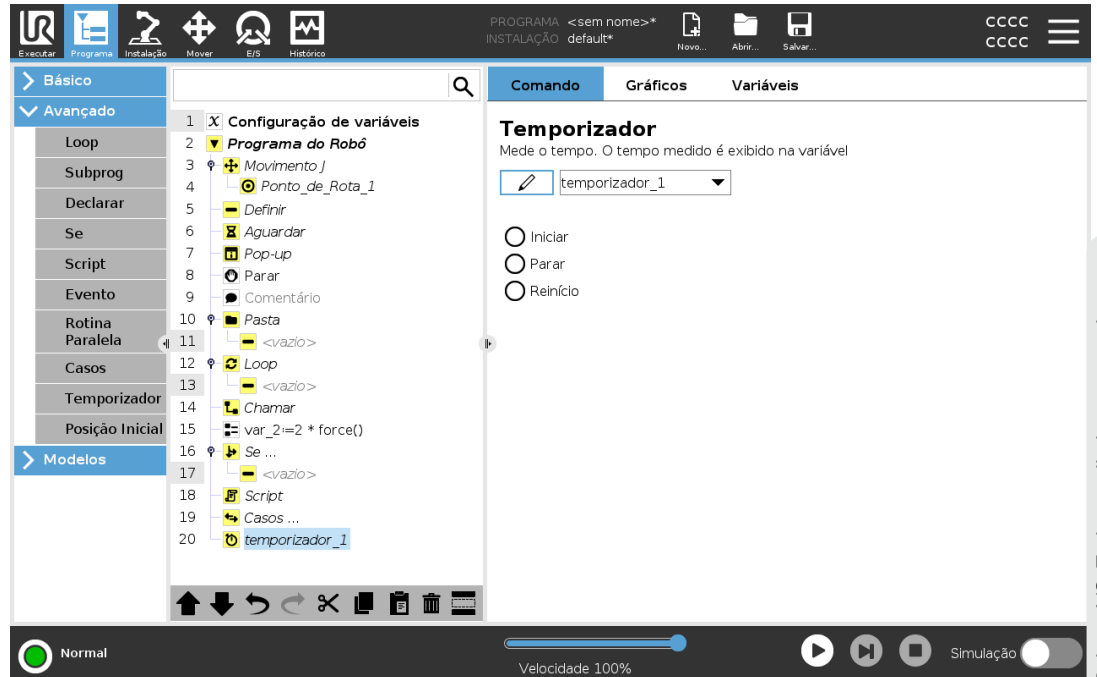 UR
PROGRAMA <sem nome>*
INSTALAÇÃO default*
CCCC
CCCC
Executar Programa Instalação Mover E/S Histórico Novo... Abrir... Salvar...
Básico
Avançado
Loop
Subprog
Declarar
Se
Script
Evento
Rotina
Paralela
Casos
Temporizador
Posição Inicial
Modelos
1 X Configuração de variáveis
2 Programa do Robô
3 Movimento J
4 Ponto_de_Rota_1
5 Definir
6 Aguardar
7 Pop-up
8 Parar
9 Comentário
10 Pasta
11 <vazio>
12 Loop
13 <vazio>
14 Chamar
15 var_2≔2 * force()
16 Se ...
17 <vazio>
18 Script
19 Casos ...
20 temporizador_1
Comando Gráficos Variáveis
Temporizador
Mede o tempo. O tempo medido é exibido na variável
temporizador_1
Iniciar
Parar
Reinício
Normal
Velocidade 100%
Simulação